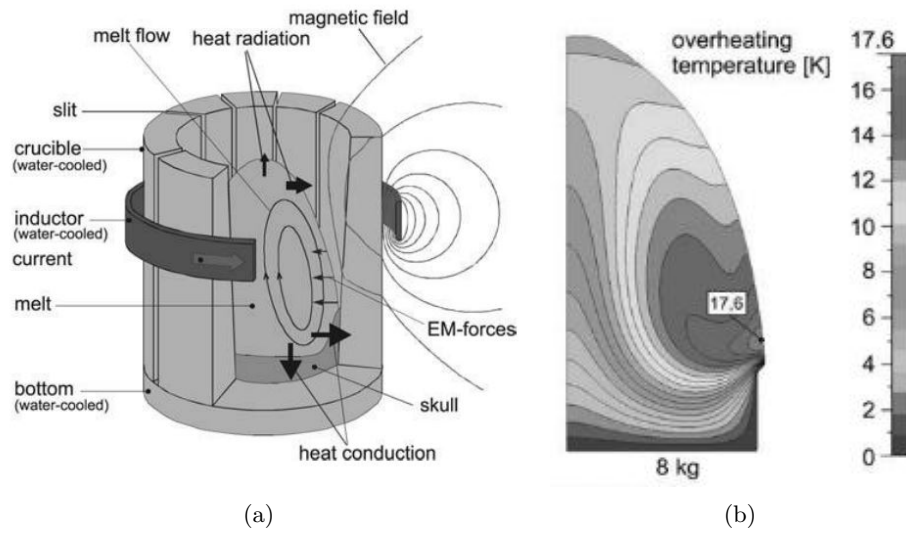 magnetic field
melt flow
heat radiation
slit
crucible
(water-cooled)
inductor
(water-cooled)
current
melt
EM-forces
bottom
(water-cooled)
skull
heat conduction
(a)
overheating
temperature [K]
17.6
16
14
12
10
8
6
4
2
0
17,6
8 kg
(b)